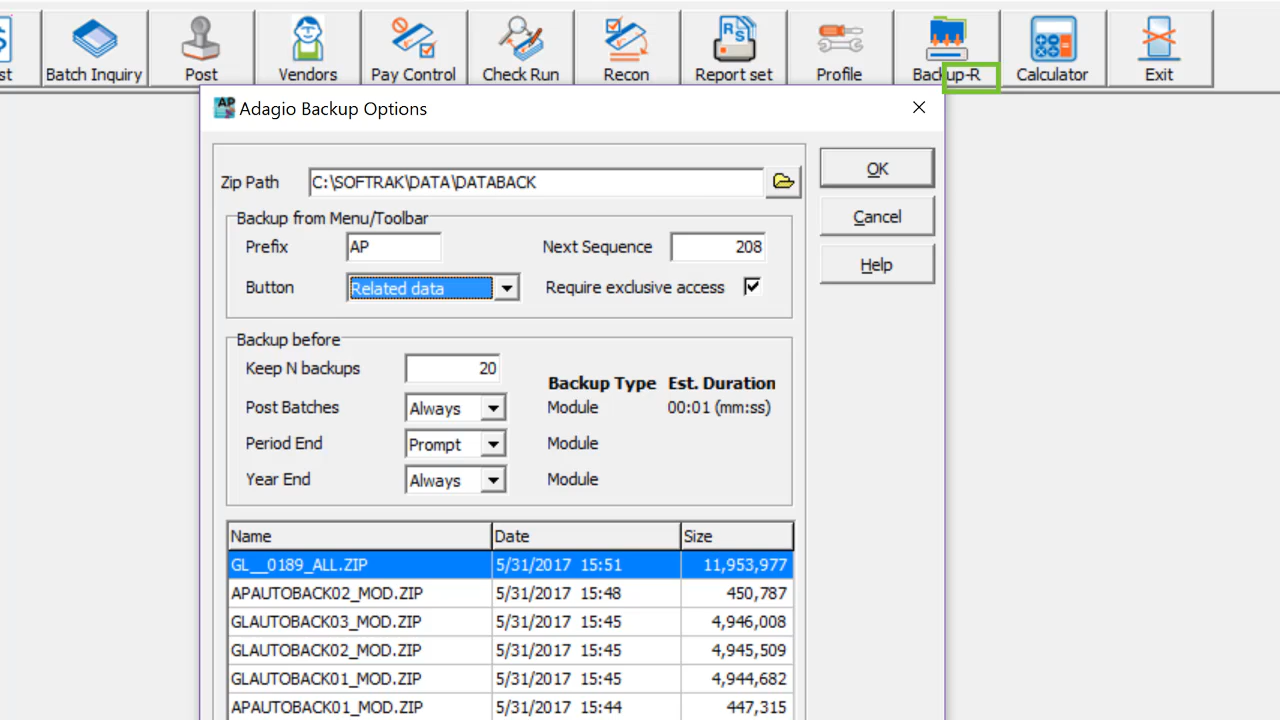 st Batch Inquiry Post Vendors Pay Control Check Run Recon Report set Profile Backup-R Calculator Exit
Adagio Backup Options
Zip Path C:\SOFTRAK\DATA\DATABACK OK
Backup from Menu/Toolbar Cancel
Prefix AP Next Sequence 208
Help
Button Related data Require exclusive access
Backup before
Keep N backups 20
Backup Type Est. Duration
Post Batches Always Module 00:01 (mm:ss)
Period End Prompt Module
Year End Always Module
Name Date Size
GL__0189_ALL.ZIP 5/31/2017 15:51 11,953,977
APAUTOBACK02_MOD.ZIP 5/31/2017 15:48 450,787
GLAUTOBACK03_MOD.ZIP 5/31/2017 15:45 4,946,008
GLAUTOBACK02_MOD.ZIP 5/31/2017 15:45 4,945,509
GLAUTOBACK01_MOD.ZIP 5/31/2017 15:45 4,944,682
APAUTOBACK01_MOD.ZIP 5/31/2017 15:44 447,315